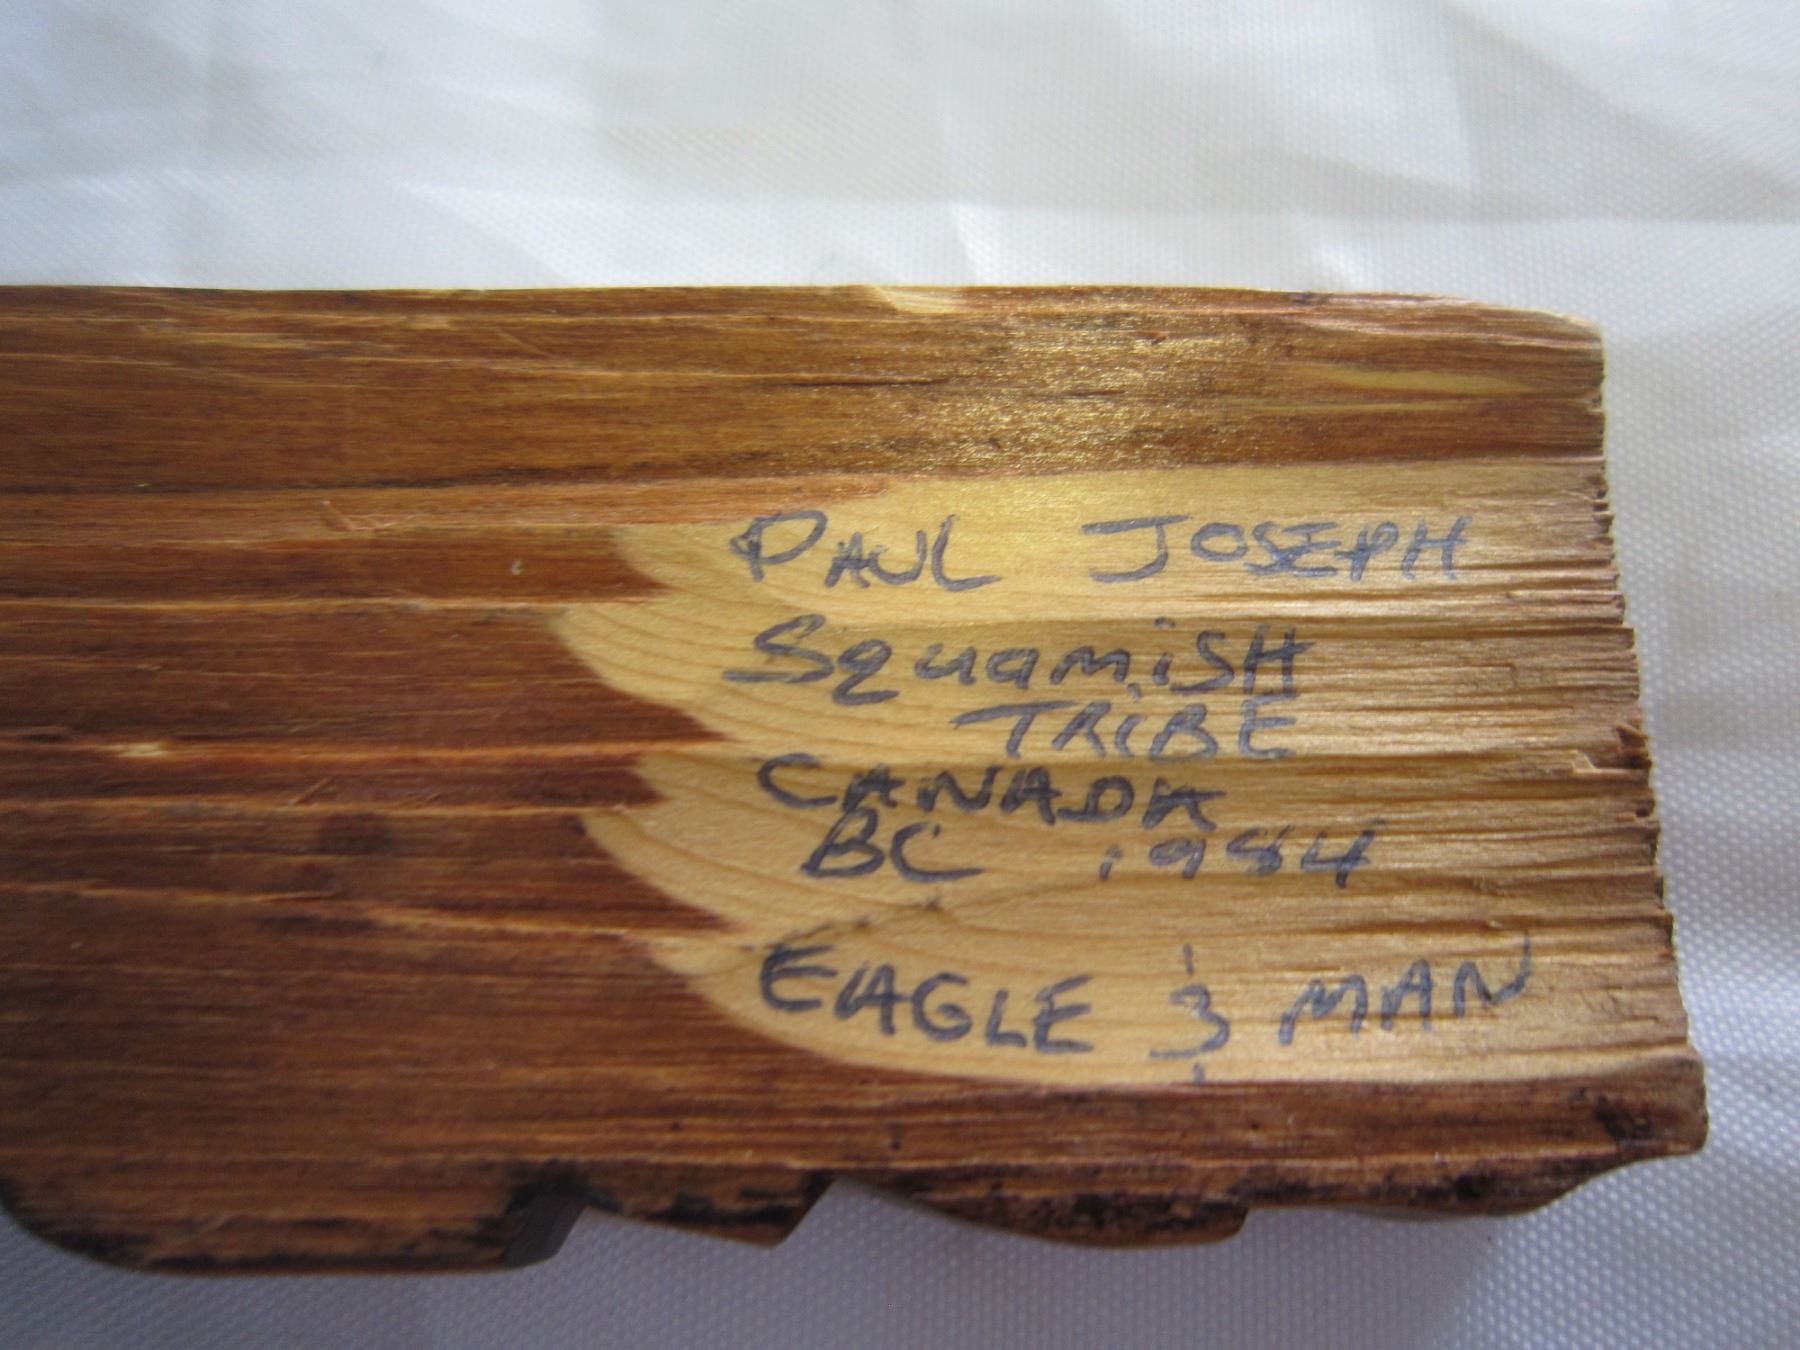 PAUL JOSEPH
SquamiSH
TRiBE
CANADA
BC 1984
EAGLE & MAN